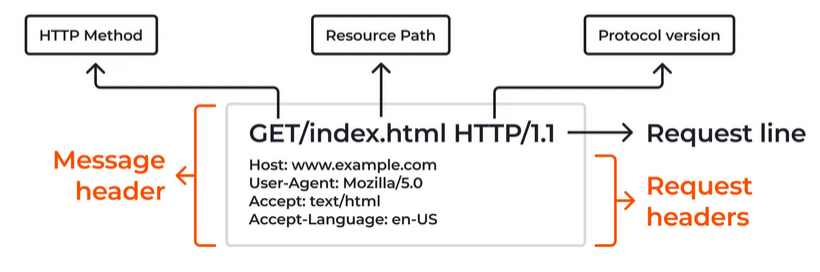 HTTP Method
Resource Path
Protocol version
GET/index.html HTTP/1.1
Request line
Message
header
Host: www.example.com
User-Agent: Mozilla/5.0
Accept: text/html
Accept-Language: en-US
Request
headers